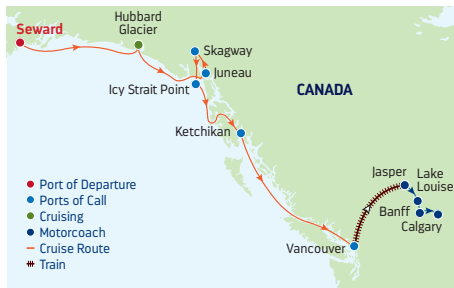 Hubbard
Glacier
Seward
Skagway
Juneau
Icy Strait Point
CANADA
Ketchikan
Jasper
Lake
Louise
Banff
Calgary
Vancouver
Port of Departure
Ports of Call
Cruising
Motorcoach
Cruise Route
Train